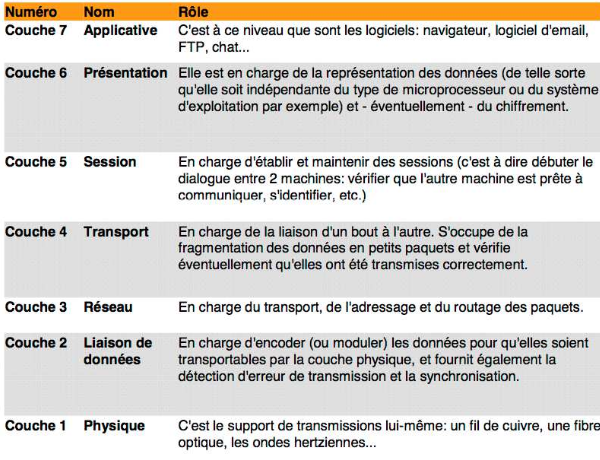 Numéro Nom Rôle
Couche 7 Applicative C'est à ce niveau que sont les logiciels: navigateur, logiciel d'email,
FTP, chat...
Couche 6 Présentation Elle est en charge de la représentation des données (de telle sorte
qu'elle soit indépendante du type de microprocesseur ou du système
d'exploitation par exemple) et - éventuellement - du chiffrement.
Couche 5 Session En charge d'établir et maintenir des sessions (c'est à dire débuter le
dialogue entre 2 machines: vérifier que l'autre machine est prête à
communiquer, s'identifier, etc.)
Couche 4 Transport En charge de la liaison d'un bout à l'autre. S'occupe de la
fragmentation des données en petits paquets et vérifie
éventuellement qu'elles ont été transmises correctement.
Couche 3 Réseau En charge du transport, de l'adressage et du routage des paquets.
Couche 2 Liaison de En charge d'encoder (ou moduler) les données pour qu'elles soient
données transportables par la couche physique, et fournit également la
détection d'erreur de transmission et la synchronisation.
Couche 1 Physique C'est le support de transmissions lui-même: un fil de cuivre, une fibre
optique, les ondes hertziennes...